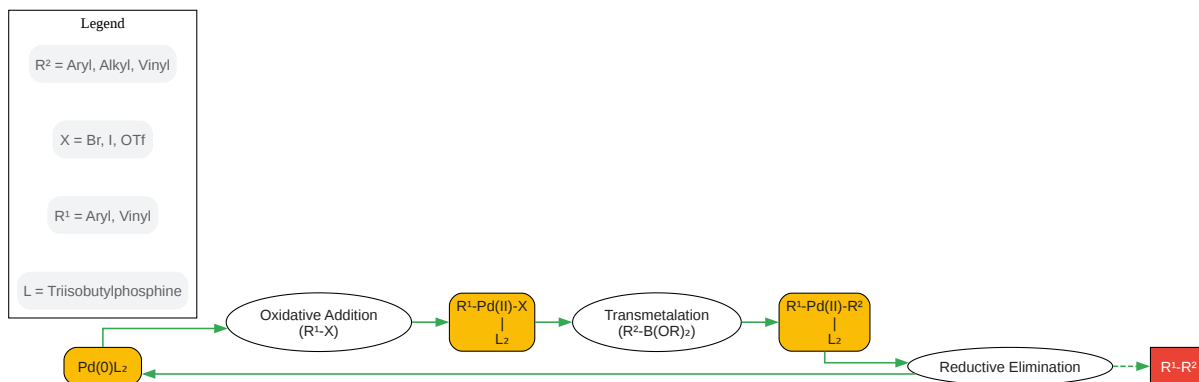 Legend
R² = Aryl, Alkyl, Vinyl
X = Br, I, OTf
R¹ = Aryl, Vinyl
L = Triisobutylphosphine
Pd(0)L₂
Oxidative Addition
(R¹-X)
R¹-Pd(II)-X
|
L₂
Transmetalation
(R²-B(OR)₂)
R¹-Pd(II)-R²
|
L₂
Reductive Elimination
R¹-R²